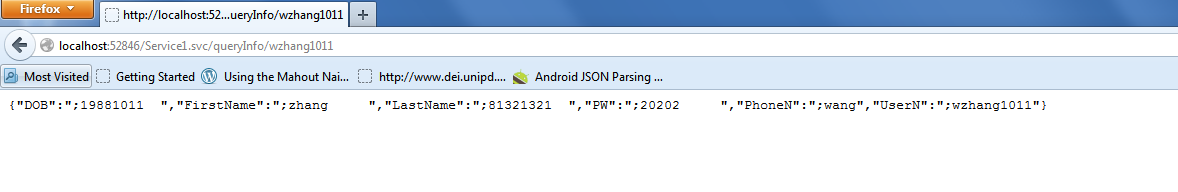 Firefox
http://localhost:52...ueryInfo/wzhang1011
localhost:52846/Service1.svc/queryInfo/wzhang1011
Most Visited Getting Started Using the Mahout Nai... http://www.dei.unipd.... Android JSON Parsing ...
{"DOB":";19881011  ","FirstName":";zhang     ","LastName":";81321321  ","PW":";20202     ","PhoneN":";wang","UserN":";wzhang1011"}